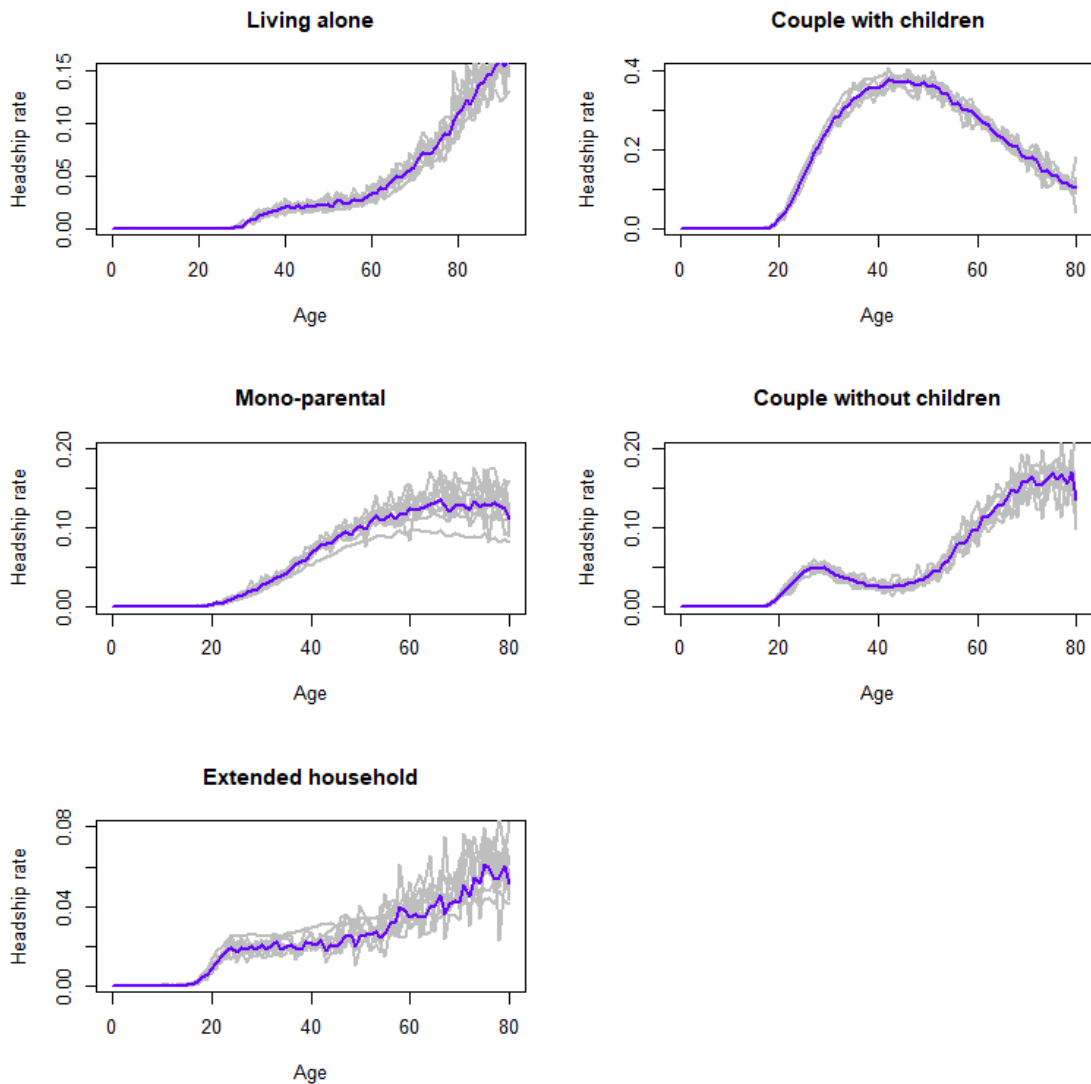 Living alone
Headship rate
0.00 0.05 0.10 0.15
0 20 40 60 80
Age
Couple with children
Headship rate
0.0 0.2 0.4
0 20 40 60 80
Age
Mono-parental
Headship rate
0.00 0.10 0.20
0 20 40 60 80
Age
Couple without children
Headship rate
0.00 0.10 0.20
0 20 40 60 80
Age
Extended household
Headship rate
0.00 0.04 0.08
0 20 40 60 80
Age